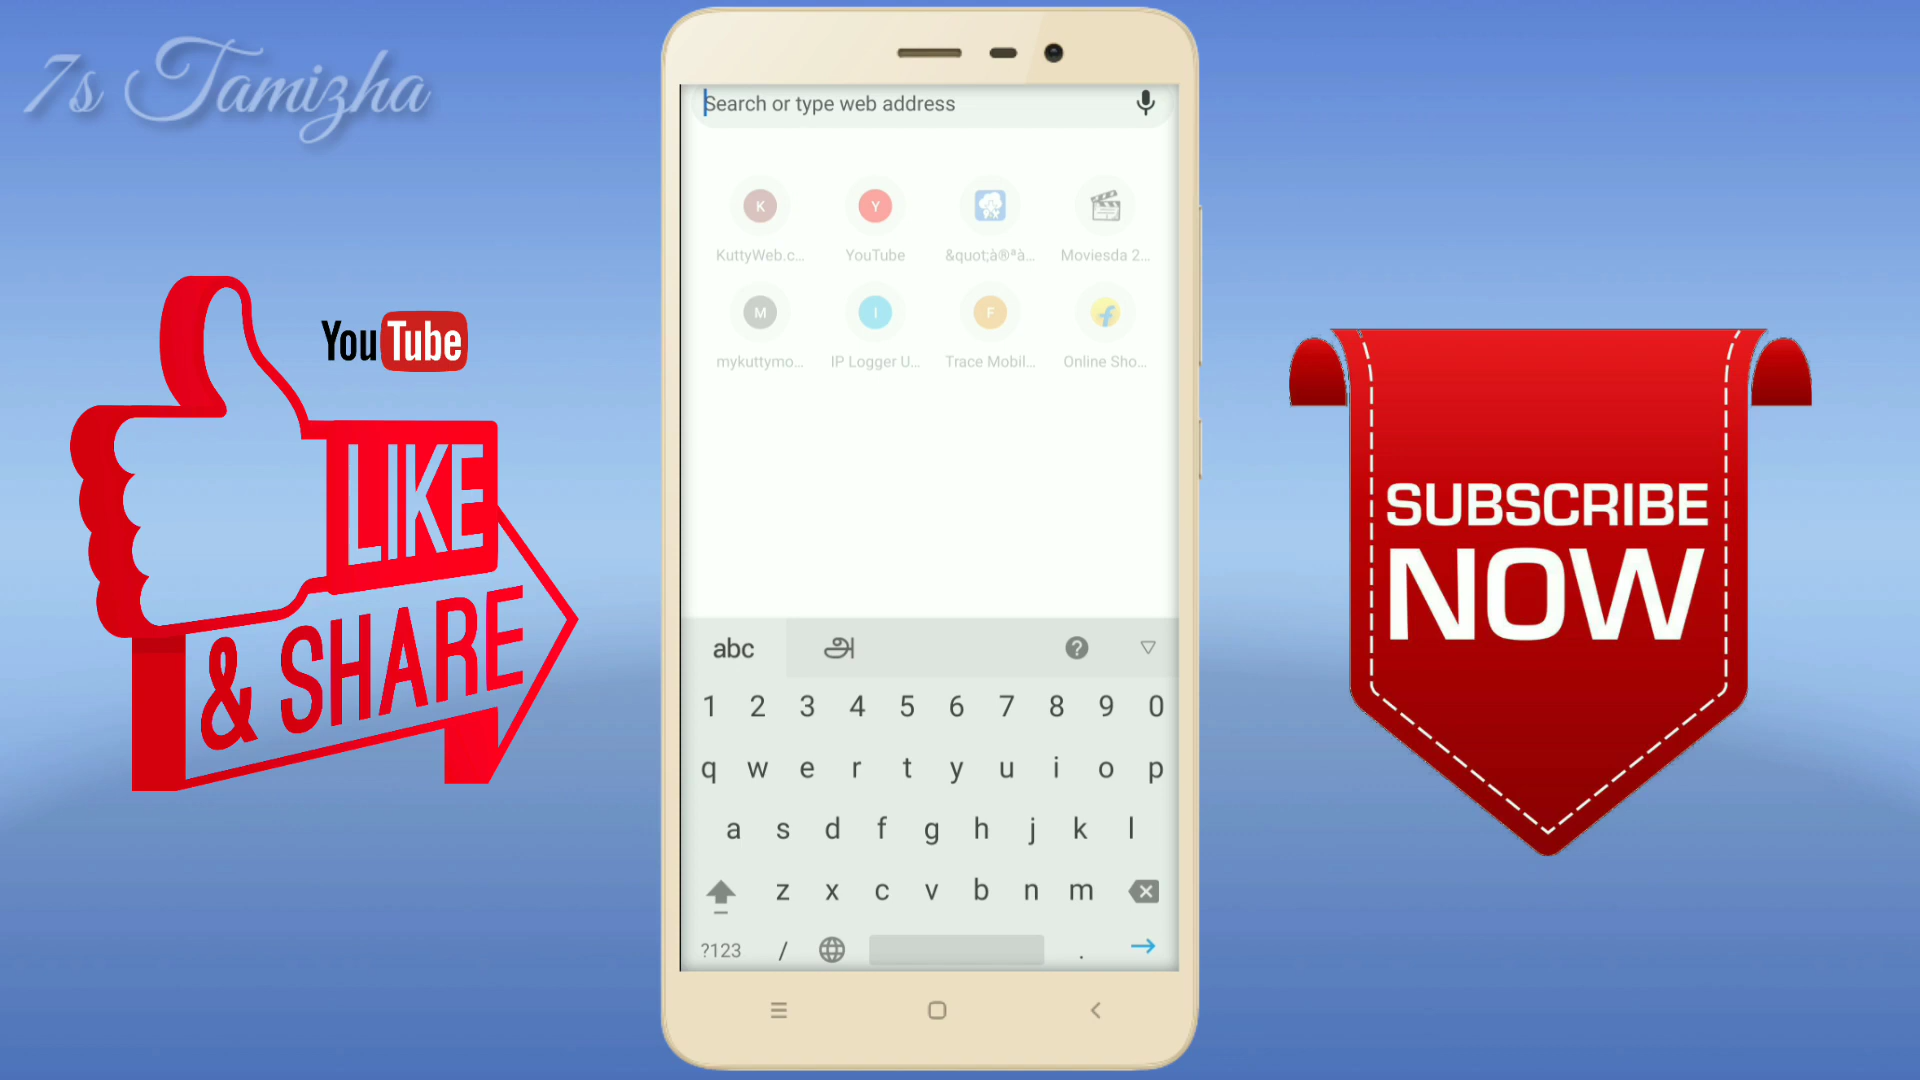 7s Tamizha
Search or type web address
KuttyWeb.c... YouTube &quot;à®ªà... Moviesda 2...
K Y
M I F
mykuttymo... IP Logger U... Trace Mobil... Online Sho...
YouTube
LIKE
& SHARE
SUBSCRIBE
NOW
abc அ ?
1 2 3 4 5 6 7 8 9 0
q w e r t y u i o p
a s d f g h j k l
z x c v b n m
?123 / .